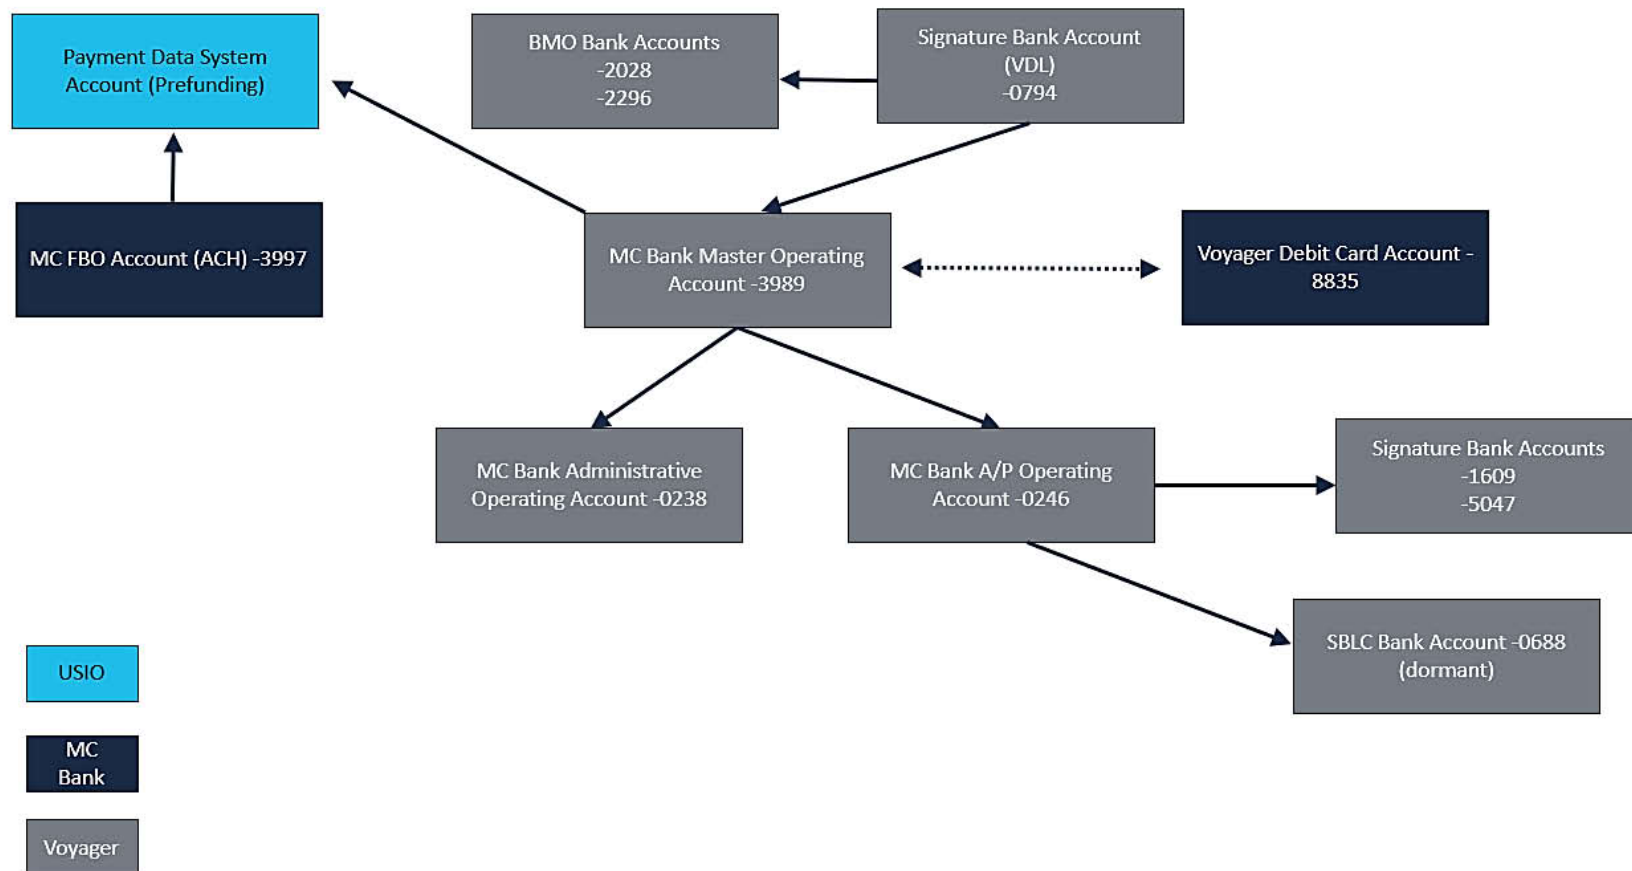 Payment Data System
Account (Prefunding)
BMO Bank Accounts
-2028
-2296
Signature Bank Account
(VDL)
-0794
MC FBO Account (ACH) -3997
MC Bank Master Operating
Account -3989
Voyager Debit Card Account -
8835
MC Bank Administrative
Operating Account -0238
MC Bank A/P Operating
Account -0246
Signature Bank Accounts
-1609
-5047
SBLC Bank Account -0688
(dormant)
USIO
MC
Bank
Voyager